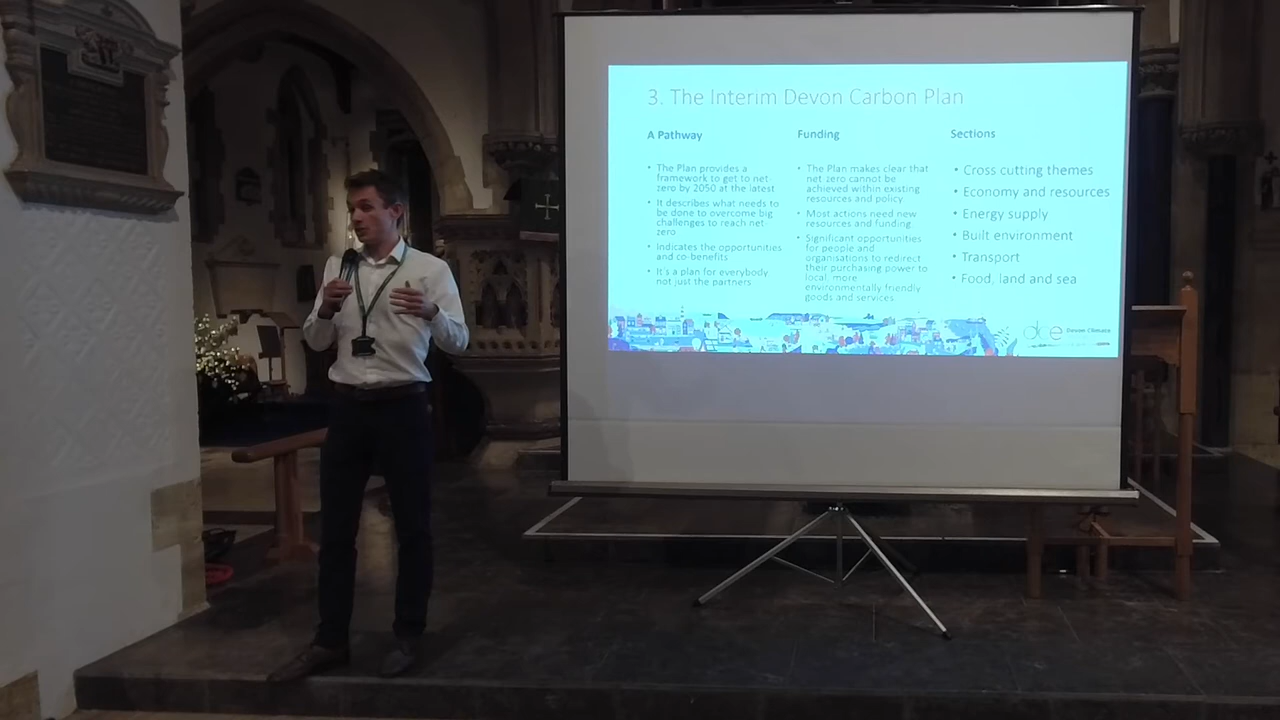 3. The Interim Devon Carbon Plan
A Pathway
• The Plan provides a
framework to get to net-
zero by 2050 at the latest
• It describes what needs to
be done to overcome big
challenges to reach net
zero
• Indicates the opportunities
and co-benefits
• It's a plan for everybody
not just the partners
Funding
• The Plan makes clear that
net zero cannot be
achieved within existing
resources and policy.
• Most actions need new
resources and funding.
• Significant opportunities
for people and
organisations to redirect
their purchasing power to
local, more
environmentally friendly
goods and services
Sections
• Cross cutting themes
• Economy and resources
• Energy supply
• Built environment
• Transport
• Food, land and sea
Devon Climate